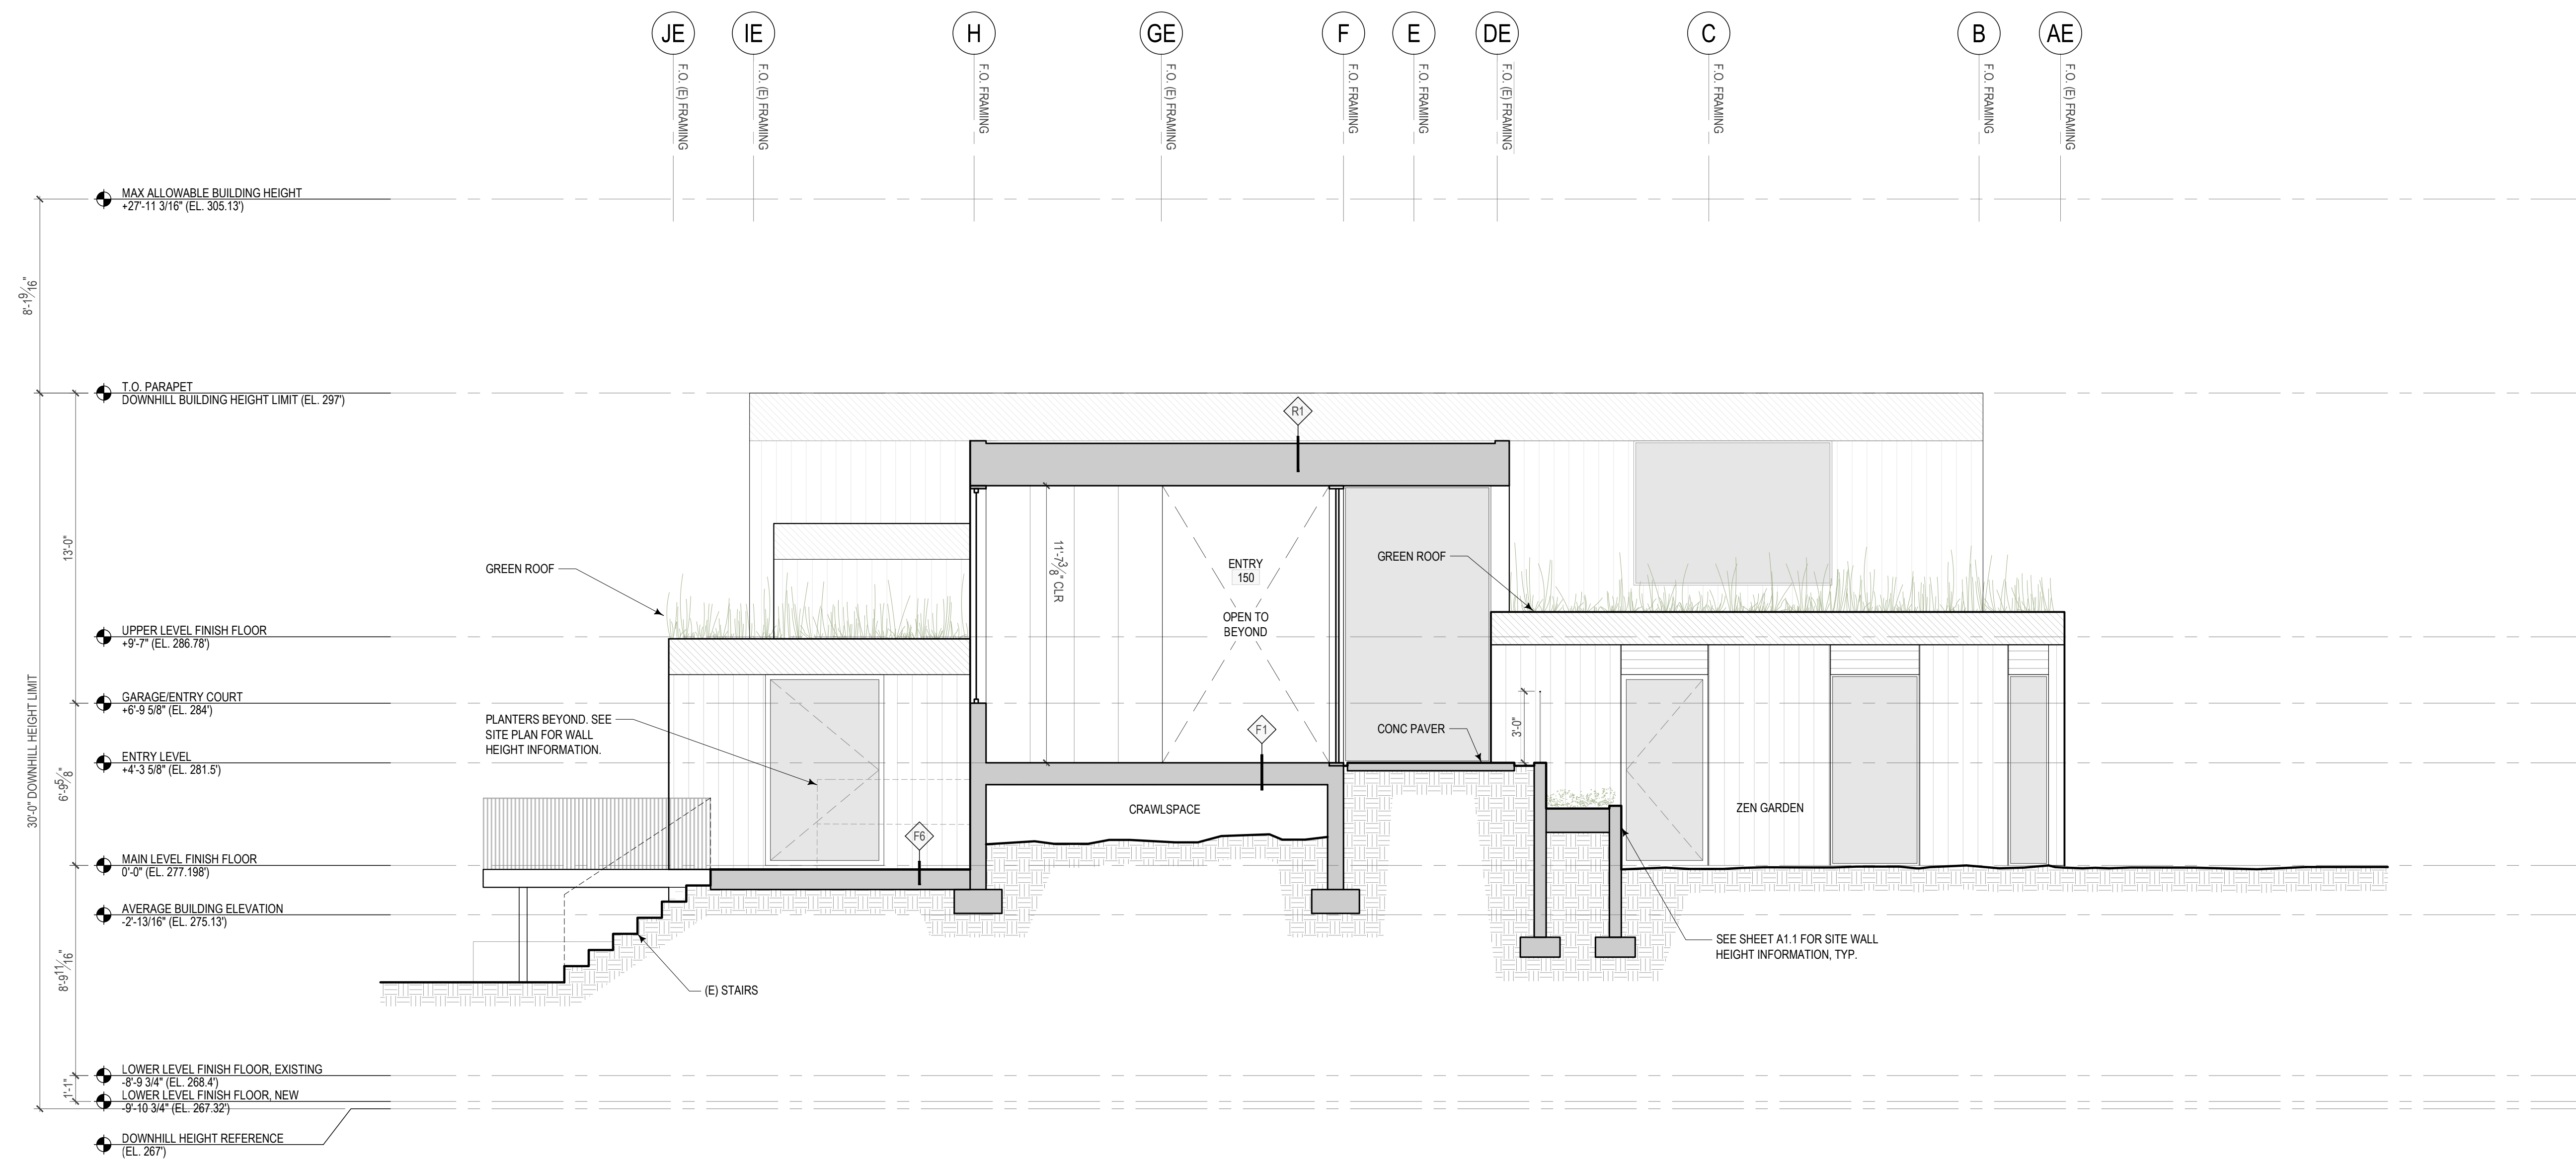 JE
IE
H
GE
F
E
DE
C
B
AE
F.O. (E) FRAMING
F.O. (E) FRAMING
F.O. FRAMING
F.O. (E) FRAMING
F.O. FRAMING
F.O. FRAMING
F.O. (E) FRAMING
F.O. FRAMING
F.O. FRAMING
F.O. (E) FRAMING
MAX ALLOWABLE BUILDING HEIGHT
+27'-11 3/16" (EL. 305.13')
8'-1 9/16"
T.O. PARAPET
DOWNHILL BUILDING HEIGHT LIMIT (EL. 297')
R1
13'-0"
11'-7 3/8" CLR
ENTRY
150
OPEN TO
BEYOND
GREEN ROOF
GREEN ROOF
UPPER LEVEL FINISH FLOOR
+9'-7" (EL. 286.78')
30'-0" DOWNHILL HEIGHT LIMIT
GARAGE/ENTRY COURT
+6'-9 5/8" (EL. 284')
PLANTERS BEYOND. SEE
SITE PLAN FOR WALL
HEIGHT INFORMATION.
F1
CONC PAVER
3'-0"
ENTRY LEVEL
+4'-3 5/8" (EL. 281.5')
6'-9 5/8"
CRAWLSPACE
ZEN GARDEN
F6
MAIN LEVEL FINISH FLOOR
0'-0" (EL. 277.198')
AVERAGE BUILDING ELEVATION
-2'-13/16" (EL. 275.13')
8'-9 11/16"
SEE SHEET A1.1 FOR SITE WALL
HEIGHT INFORMATION, TYP.
(E) STAIRS
LOWER LEVEL FINISH FLOOR, EXISTING
-8'-9 3/4" (EL. 268.4')
1'-1"
LOWER LEVEL FINISH FLOOR, NEW
-9'-10 3/4" (EL. 267.32')
DOWNHILL HEIGHT REFERENCE
(EL. 267')